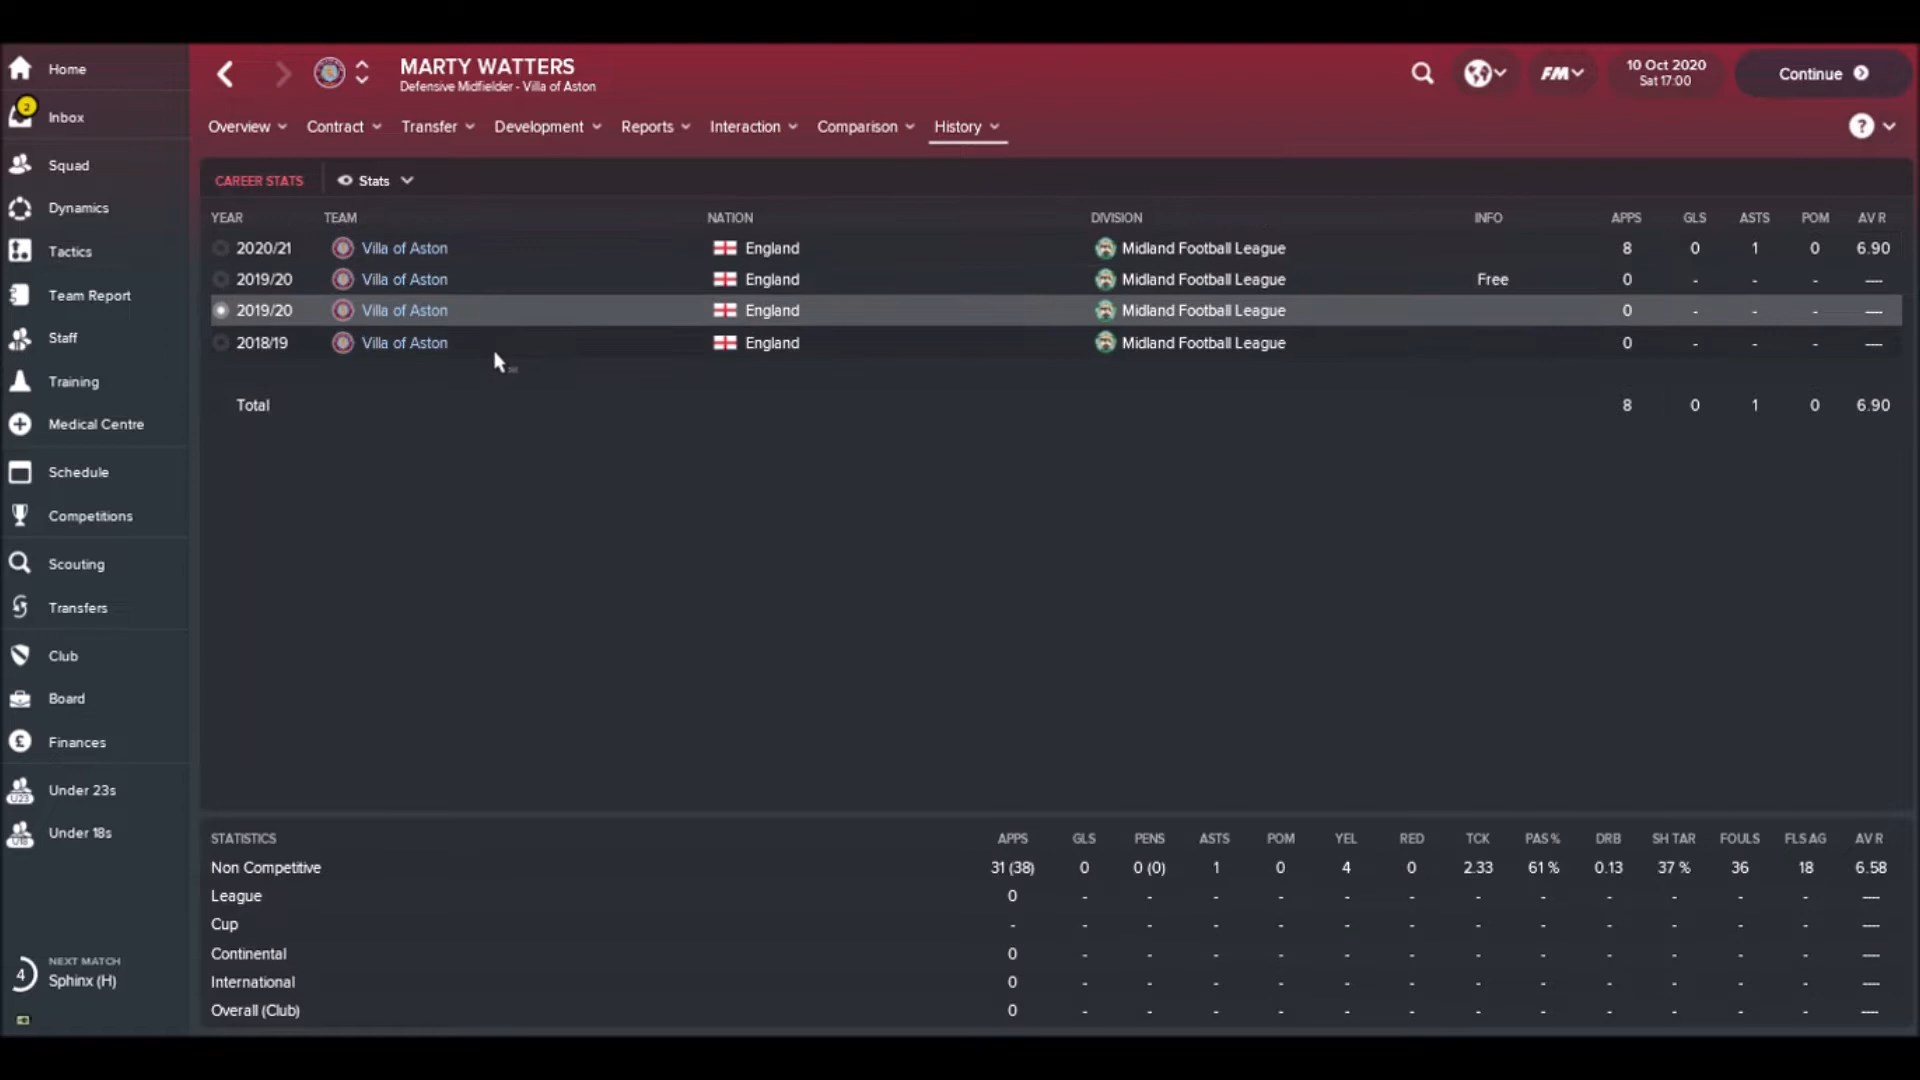 Home
Inbox
2
Squad
Dynamics
Tactics
Team Report
Staff
Training
Medical Centre
Schedule
Competitions
Scouting
Transfers
Club
Board
Finances
Under 23s
U23
Under 18s
U18
4
NEXT MATCH
Sphinx (H)
MARTY WATTERS
Defensive Midfielder - Villa of Aston
FM
10 Oct 2020
Sat 17:00
Continue
Overview Contract Transfer Development Reports Interaction Comparison History ?
CAREER STATS Stats
YEAR TEAM NATION DIVISION INFO APPS GLS ASTS POM AV R
2020/21 Villa of Aston England Midland Football League 8 0 1 0 6.90
2019/20 Villa of Aston England Midland Football League Free 0 - - - ---
2019/20 Villa of Aston England Midland Football League 0 - - - ---
2018/19 Villa of Aston England Midland Football League 0 - - - ---
Total 8 0 1 0 6.90
STATISTICS APPS GLS PENS ASTS POM YEL RED TCK PAS % DRB SH TAR FOULS FLS AG AV R
Non Competitive 31 (38) 0 0 (0) 1 0 4 0 2.33 61 % 0.13 37 % 36 18 6.58
League 0 - - - - - - - - - - - - ---
Cup - - - - - - - - - - - - - ---
Continental 0 - - - - - - - - - - - - ---
International 0 - - - - - - - - - - - - ---
Overall (Club) 0 - - - - - - - - - - - - ---